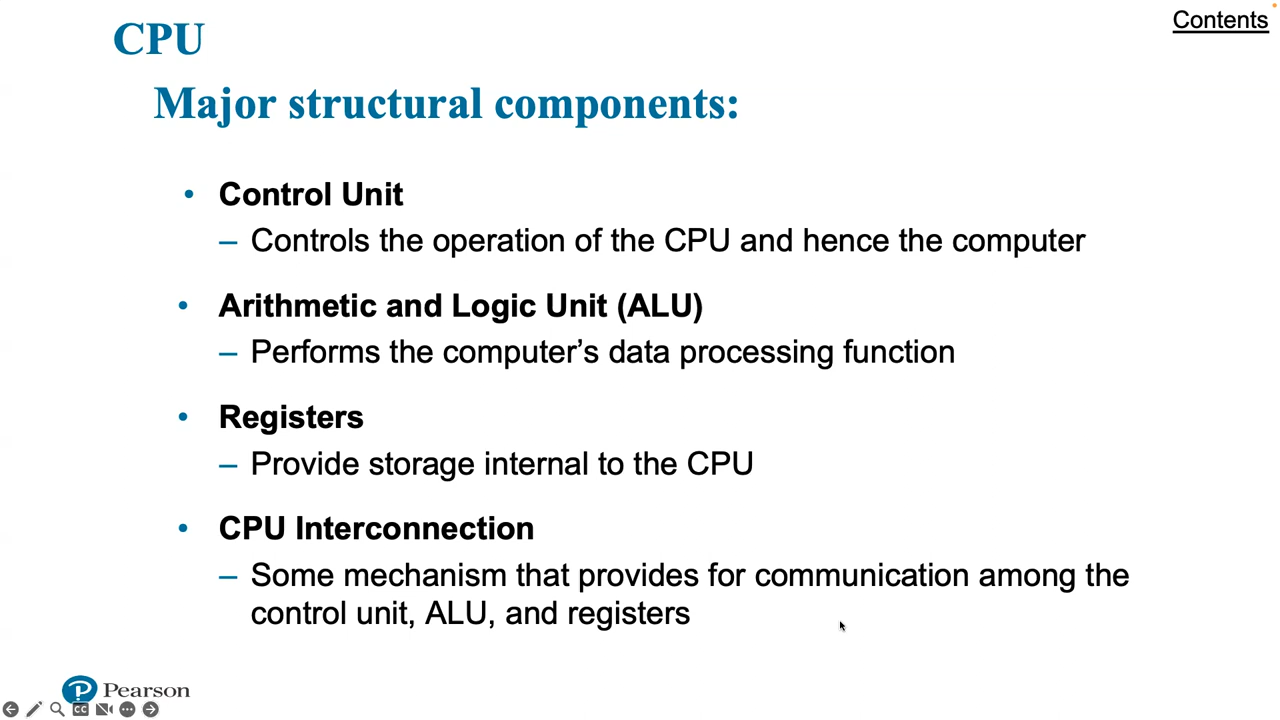 Contents
CPU
Major structural components:
• Control Unit
– Controls the operation of the CPU and hence the computer
• Arithmetic and Logic Unit (ALU)
– Performs the computer’s data processing function
• Registers
– Provide storage internal to the CPU
• CPU Interconnection
– Some mechanism that provides for communication among the
control unit, ALU, and registers
Pearson
CC